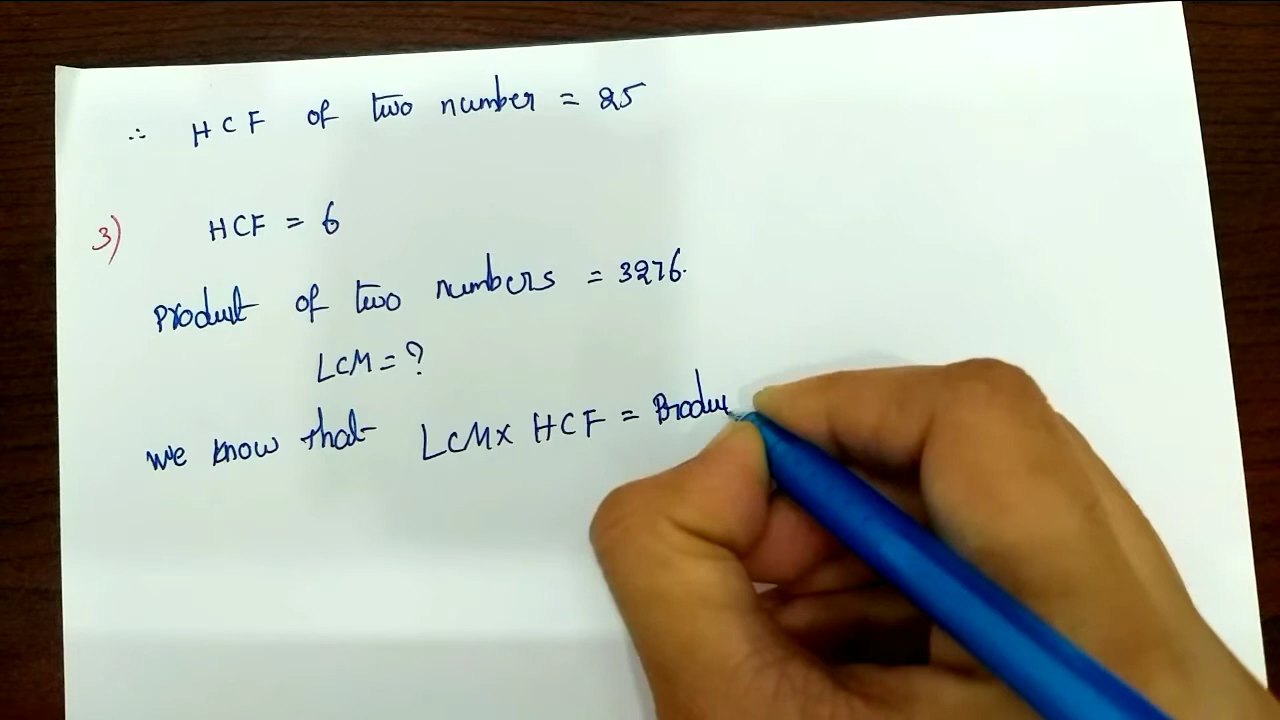 ∴ HCF of two number = 25
3) HCF = 6
Product of two numbers = 3276.
LCM = ?
We know that LCM x HCF = Produc